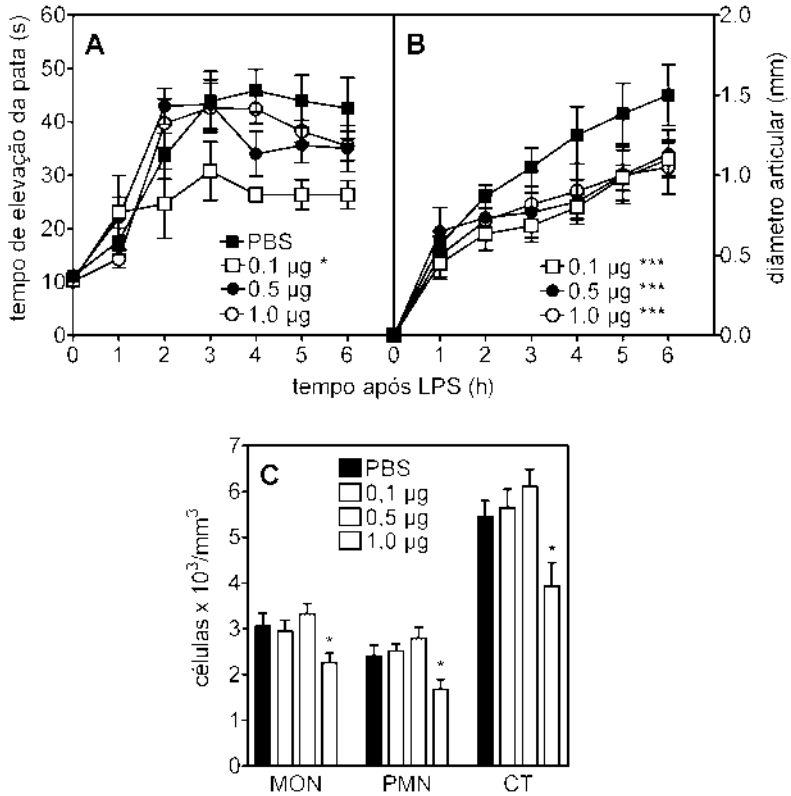 tempo de elevação da pata (s)
60
50
40
30
20
10
0
A
PBS
0.1 µg *
0.5 µg
1,0 µg
0 1 2 3 4 5 6
B
0.1 µg ***
0.5 µg ***
1.0 µg ***
0 1 2 3 4 5 6
2.0
1.5
1.0
0.5
0.0
diâmetro articular (mm)
tempo após LPS (h)
células x 10³/mm³
7
6
5
4
3
2
1
0
C
PBS
0,1 µg
0,5 µg
1,0 µg
*
*
*
MON PMN CT